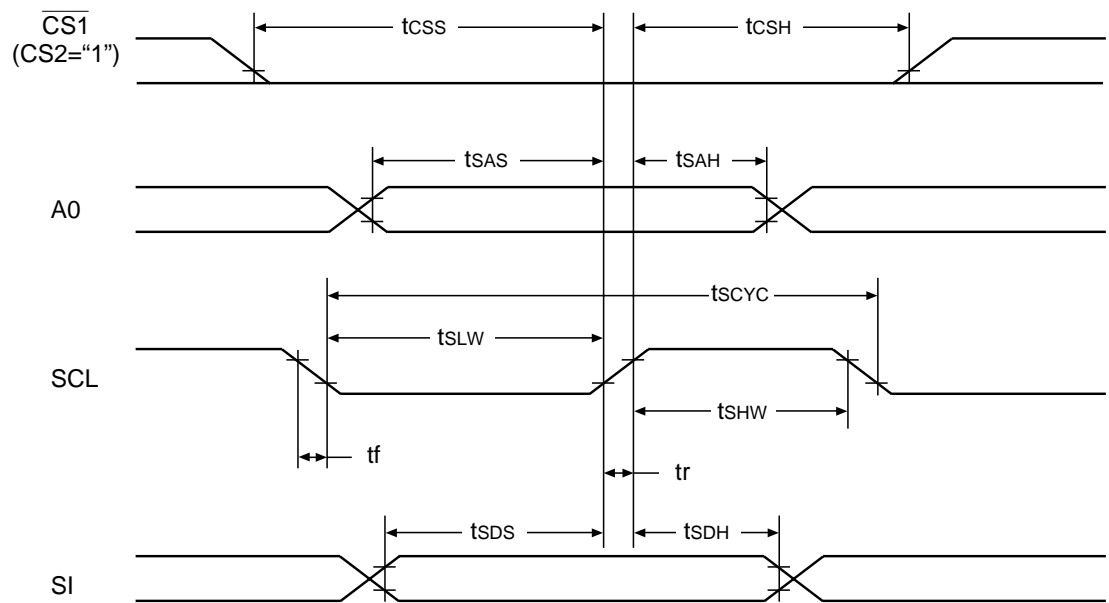 CS1
(CS2=“1”)
tCSS
tCSH
tSAS
tSAH
A0
tSCYC
tSLW
SCL
tSHW
tf
tr
tSDS
tSDH
SI